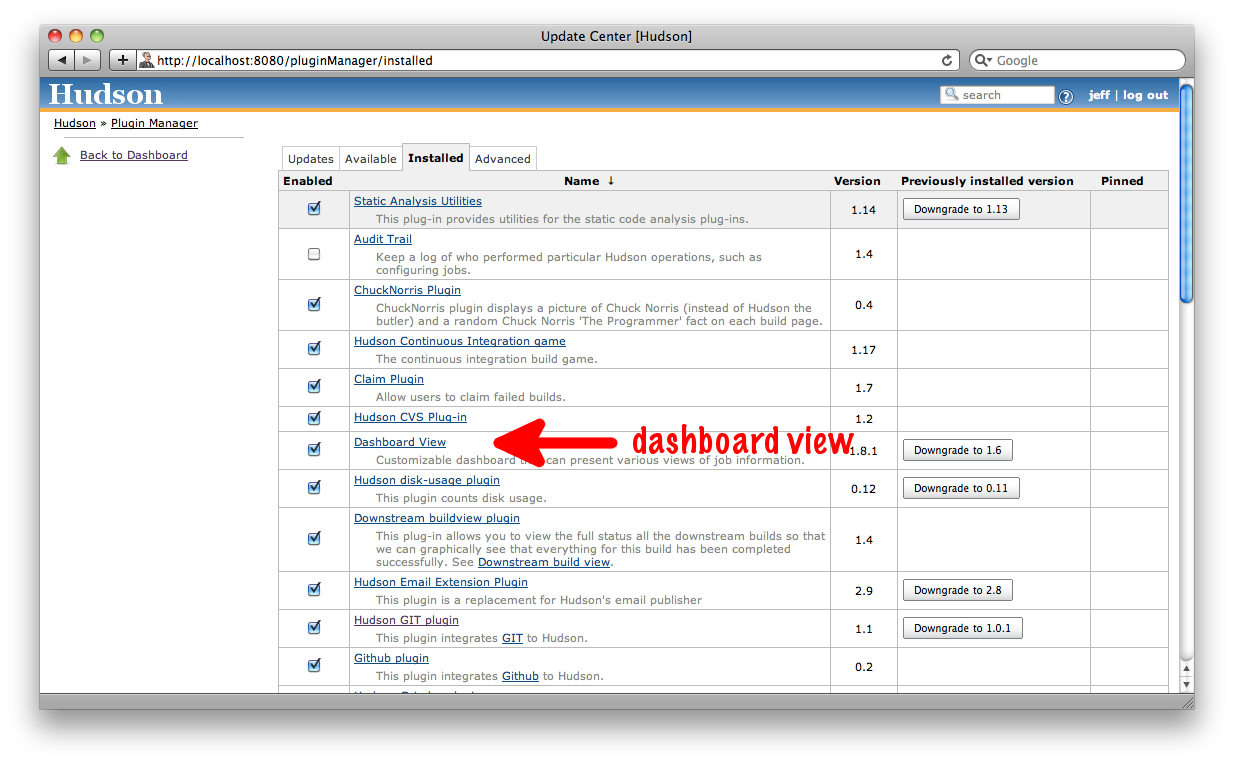 Update Center [Hudson]
http://localhost:8080/pluginManager/installed
Google
Hudson
search
?
jeff | log out
Hudson » Plugin Manager
Back to Dashboard
Updates Available Installed Advanced
Enabled Name ↓ Version Previously installed version Pinned
Static Analysis Utilities
This plug-in provides utilities for the static code analysis plug-ins.
1.14
Downgrade to 1.13
Audit Trail
Keep a log of who performed particular Hudson operations, such as
configuring jobs.
1.4
ChuckNorris Plugin
ChuckNorris plugin displays a picture of Chuck Norris (instead of Hudson the
butler) and a random Chuck Norris 'The Programmer' fact on each build page.
0.4
Hudson Continuous Integration game
The continuous integration build game.
1.17
Claim Plugin
Allow users to claim failed builds.
1.7
Hudson CVS Plug-in
1.2
Dashboard View
Customizable dashboard can present various views of job information.
dashboard view
1.8.1
Downgrade to 1.6
Hudson disk-usage plugin
This plugin counts disk usage.
0.12
Downgrade to 0.11
Downstream buildview plugin
This plug-in allows you to view the full status all the downstream builds so that
we can graphically see that everything for this build has been completed
successfully. See Downstream build view.
1.4
Hudson Email Extension Plugin
This plugin is a replacement for Hudson's email publisher
2.9
Downgrade to 2.8
Hudson GIT plugin
This plugin integrates GIT to Hudson.
1.1
Downgrade to 1.0.1
Github plugin
This plugin integrates Github to Hudson.
0.2